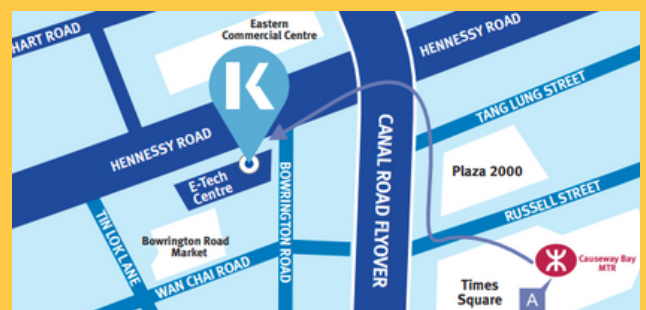 HART ROAD
Eastern
Commercial Centre
HENNESSY ROAD
K
TANG LUNG STREET
HENNESSY ROAD
CANAL ROAD FLYOVER
E-Tech
Centre
BOWRINGTON ROAD
Plaza 2000
RUSSELL STREET
TIN LOK LANE
Bowrington Road
Market
WAN CHAI ROAD
Causeway Bay
MTR
Times
Square
A